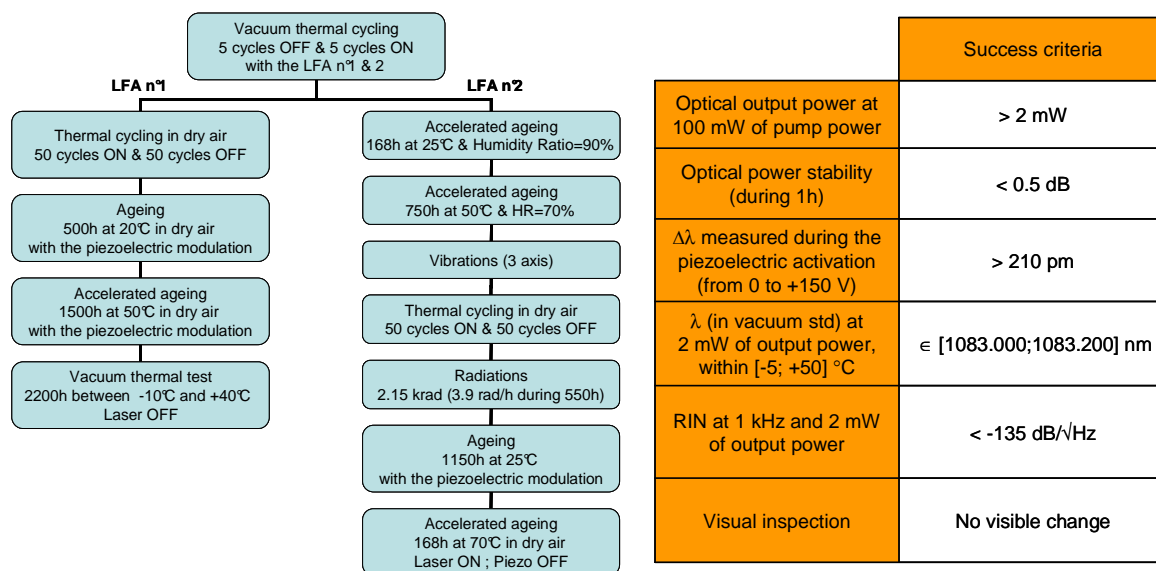 Vacuum thermal cycling
5 cycles OFF & 5 cycles ON
with the LFA n°1 & 2
LFA n°1
Thermal cycling in dry air
50 cycles ON & 50 cycles OFF
Ageing
500h at 20°C in dry air
with the piezoelectric modulation
Accelerated ageing
1500h at 50°C in dry air
with the piezoelectric modulation
Vacuum thermal test
2200h between -10°C and +40°C
Laser OFF
LFA n°2
Accelerated ageing
168h at 25°C & Humidity Ratio=90%
Accelerated ageing
750h at 50°C & HR=70%
Vibrations (3 axis)
Thermal cycling in dry air
50 cycles ON & 50 cycles OFF
Radiations
2.15 krad (3.9 rad/h during 550h)
Ageing
1150h at 25°C
with the piezoelectric modulation
Accelerated ageing
168h at 70°C in dry air
Laser ON ; Piezo OFF
Success criteria
Optical output power at
100 mW of pump power
> 2 mW
Optical power stability
(during 1h)
< 0.5 dB
Δλ measured during the
piezoelectric activation
(from 0 to +150 V)
> 210 pm
λ (in vacuum std) at
2 mW of output power,
within [-5; +50] °C
∈ [1083.000;1083.200] nm
RIN at 1 kHz and 2 mW
of output power
< -135 dB/√Hz
Visual inspection
No visible change